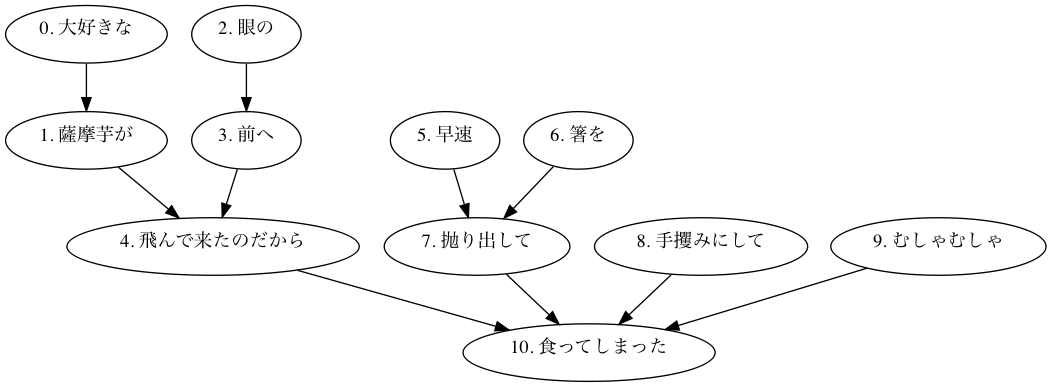 0. 大好きな
2. 眼の
1. 薩摩芋が
3. 前へ
5. 早速
6. 箸を
4. 飛んで来たのだから
7. 抛り出して
8. 手攫みにして
9. むしゃむしゃ
10. 食ってしまった